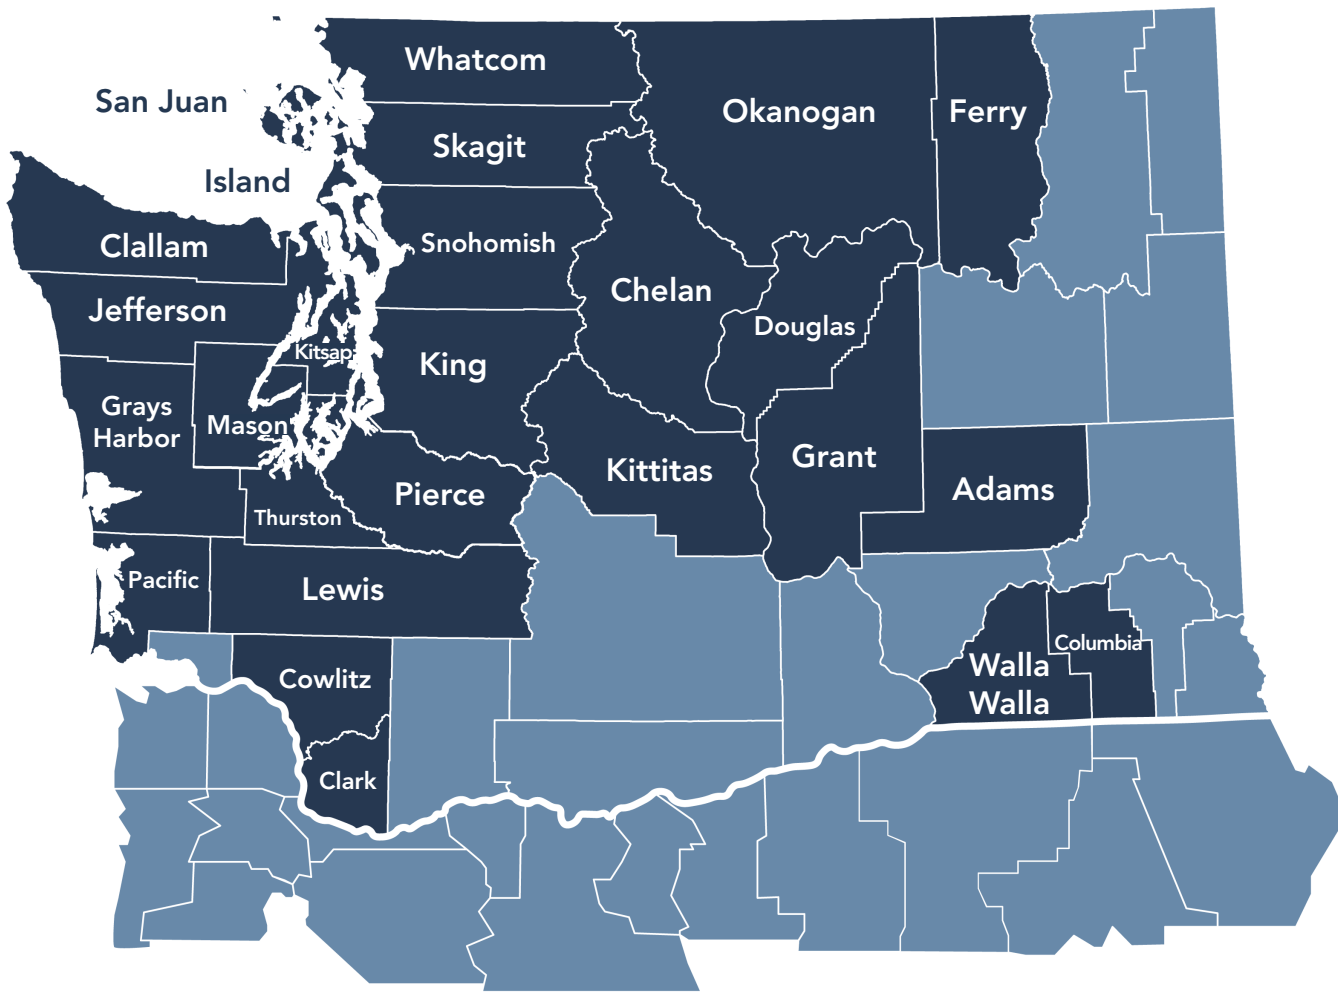 Whatcom
San Juan
Okanogan
Ferry
Skagit
Island
Clallam
Snohomish
Chelan
Jefferson
Douglas
Kitsap
King
Grays
Harbor
Mason
Grant
Kittitas
Adams
Pierce
Thurston
Pacific
Lewis
Columbia
Walla
Walla
Cowlitz
Clark